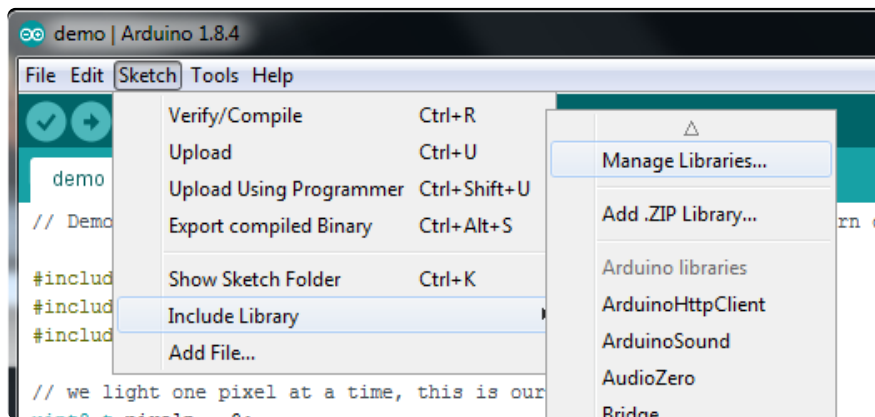 demo | Arduino 1.8.4
File Edit Sketch Tools Help
Verify/Compile Ctrl+R
Upload Ctrl+U
Upload Using Programmer Ctrl+Shift+U
Export compiled Binary Ctrl+Alt+S
Show Sketch Folder Ctrl+K
Include Library
Add File...
Manage Libraries...
Add .ZIP Library...
Arduino libraries
ArduinoHttpClient
ArduinoSound
AudioZero
Bridge
demo
// Demo
#includ
#includ
#includ
// we light one pixel at a time, this is our